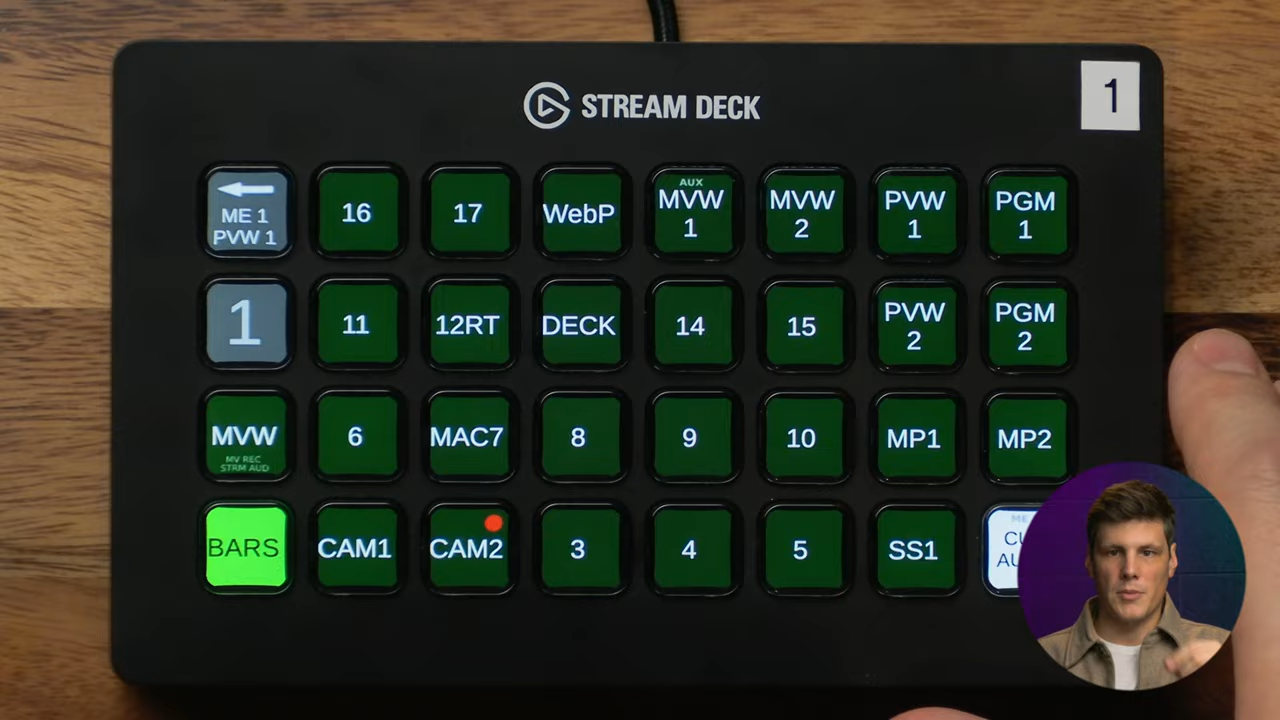 STREAM DECK
1
ME 1
PVW 1
16
17
WebP
AUX
MVW
1
MVW
2
PVW
1
PGM
1
1
11
12RT
DECK
14
15
PVW
2
PGM
2
MVW
MV REC
STRM AUD
6
MAC7
8
9
10
MP1
MP2
BARS
CAM1
CAM2
3
4
5
SS1